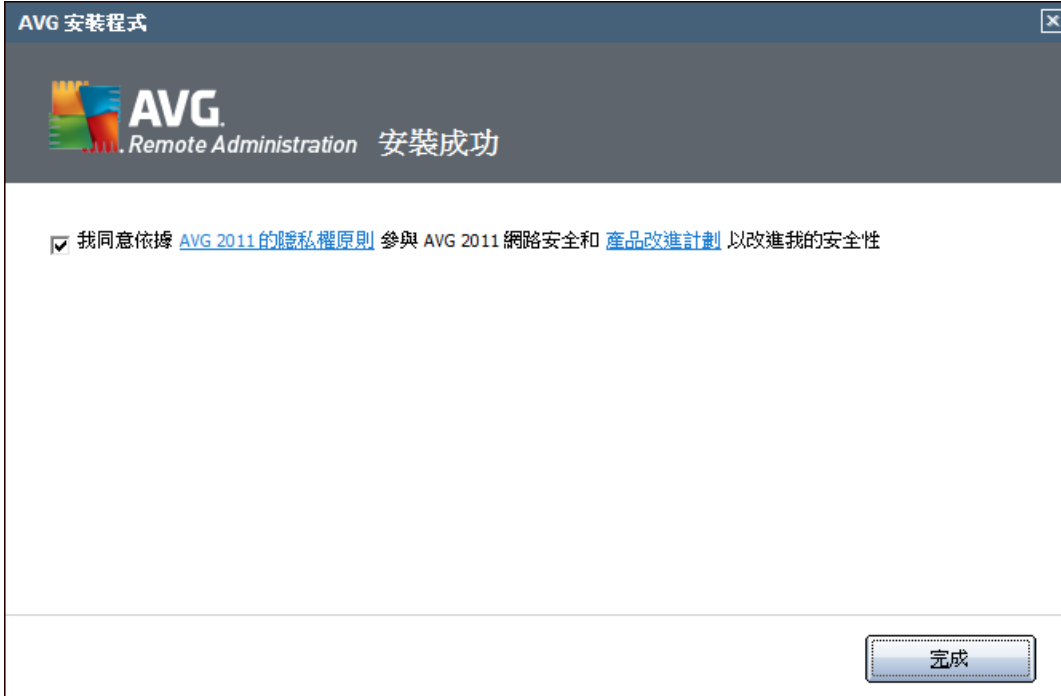 AVG 安裝程式
AVG.
Remote Administration 安裝成功
我同意依據 AVG 2011 的隱私權原則 參與 AVG 2011 網路安全和 產品改進計劃 以改進我的安全性
完成